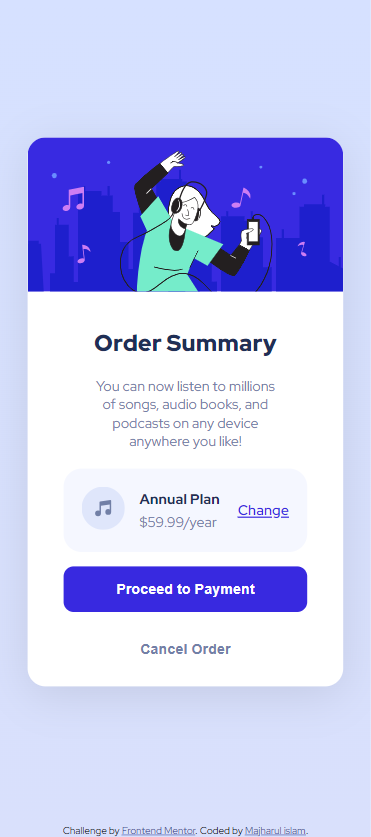 Order Summary
You can now listen to millions
of songs, audio books, and
podcasts on any device
anywhere you like!
Annual Plan
$59.99/year
Change
Proceed to Payment
Cancel Order
Challenge by Frontend Mentor. Coded by Majharul islam.